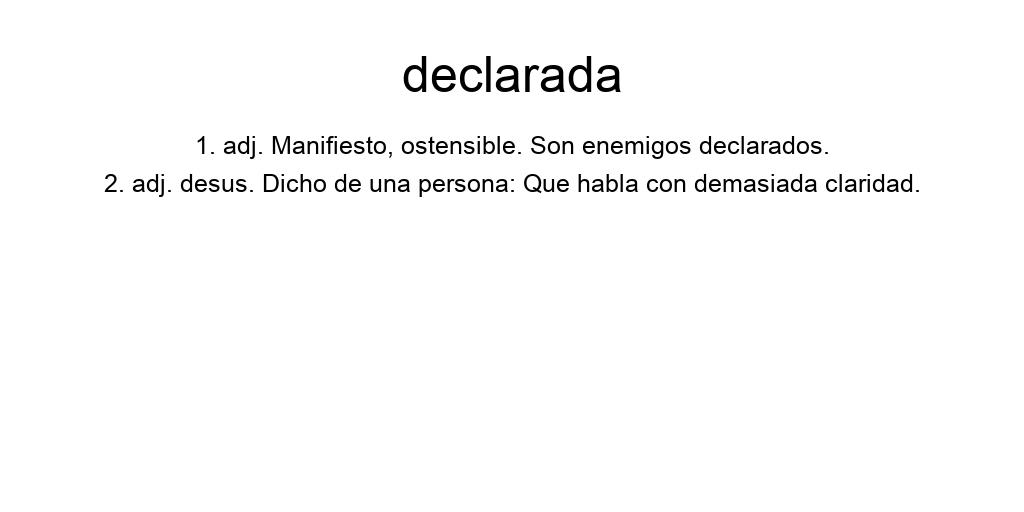 declarada
1. adj. Manifiesto, ostensible. Son enemigos declarados.
2. adj. desus. Dicho de una persona: Que habla con demasiada claridad.